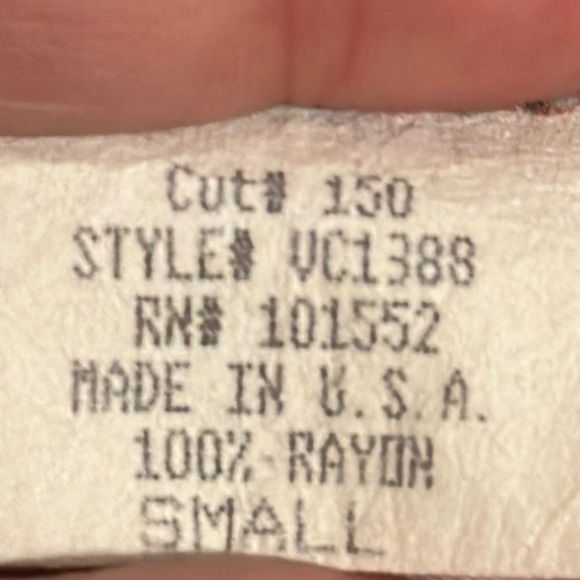 Cut# 150
STYLE# VC1388
RN# 101552
MADE IN U.S.A.
100% RAYON
SMALL